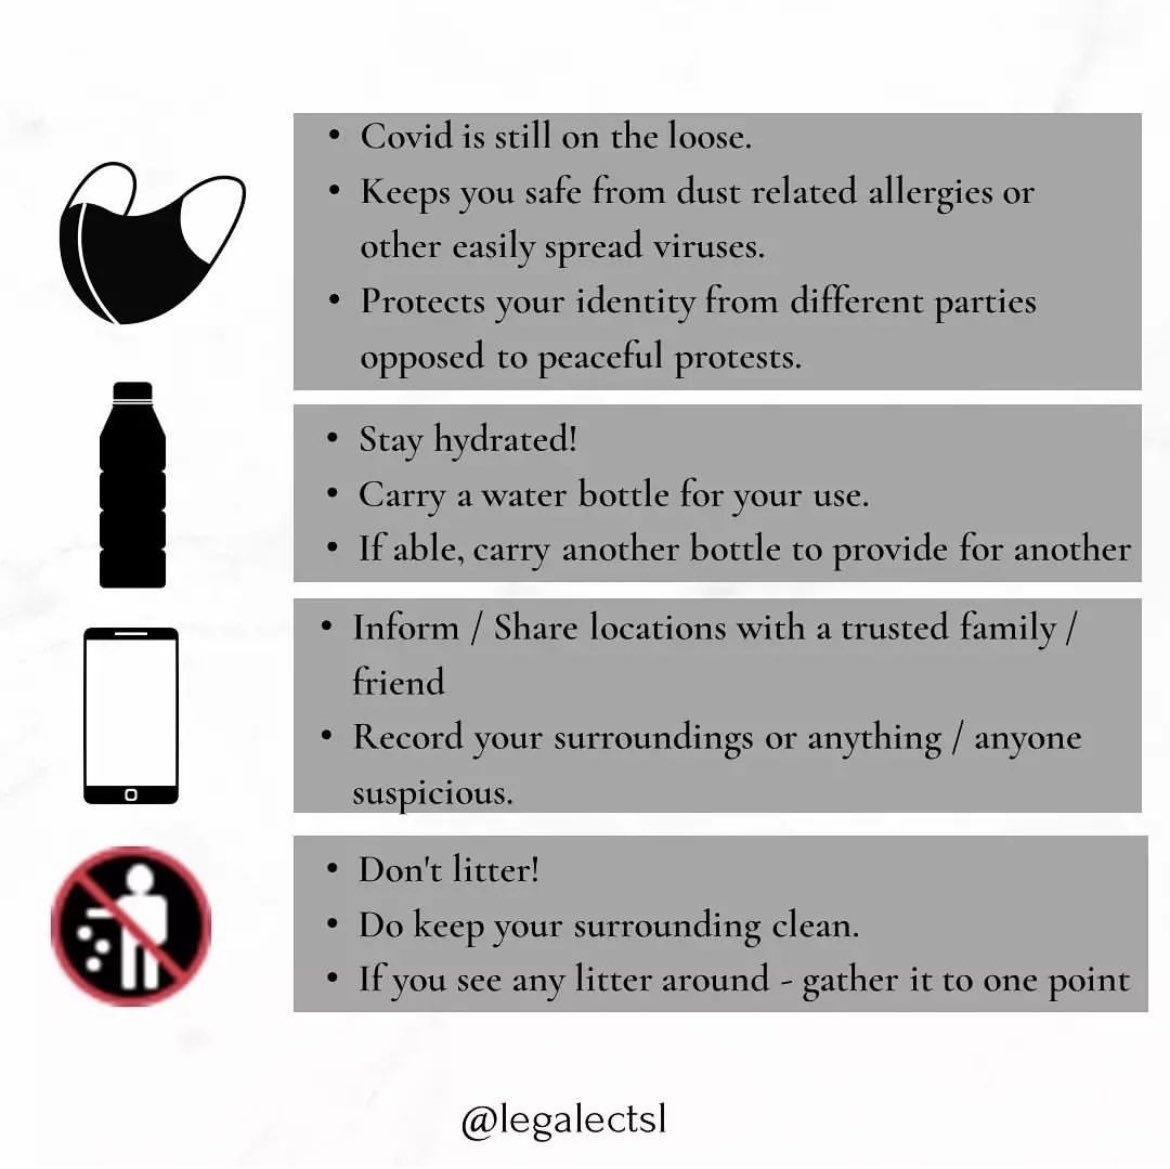 • Covid is still on the loose.
• Keeps you safe from dust related allergies or
other easily spread viruses.
• Protects your identity from different parties
opposed to peaceful protests.
• Stay hydrated!
• Carry a water bottle for your use.
• If able, carry another bottle to provide for another
• Inform / Share locations with a trusted family /
friend
• Record your surroundings or anything / anyone
suspicious.
• Don't litter!
• Do keep your surrounding clean.
• If you see any litter around - gather it to one point
@legalectsl